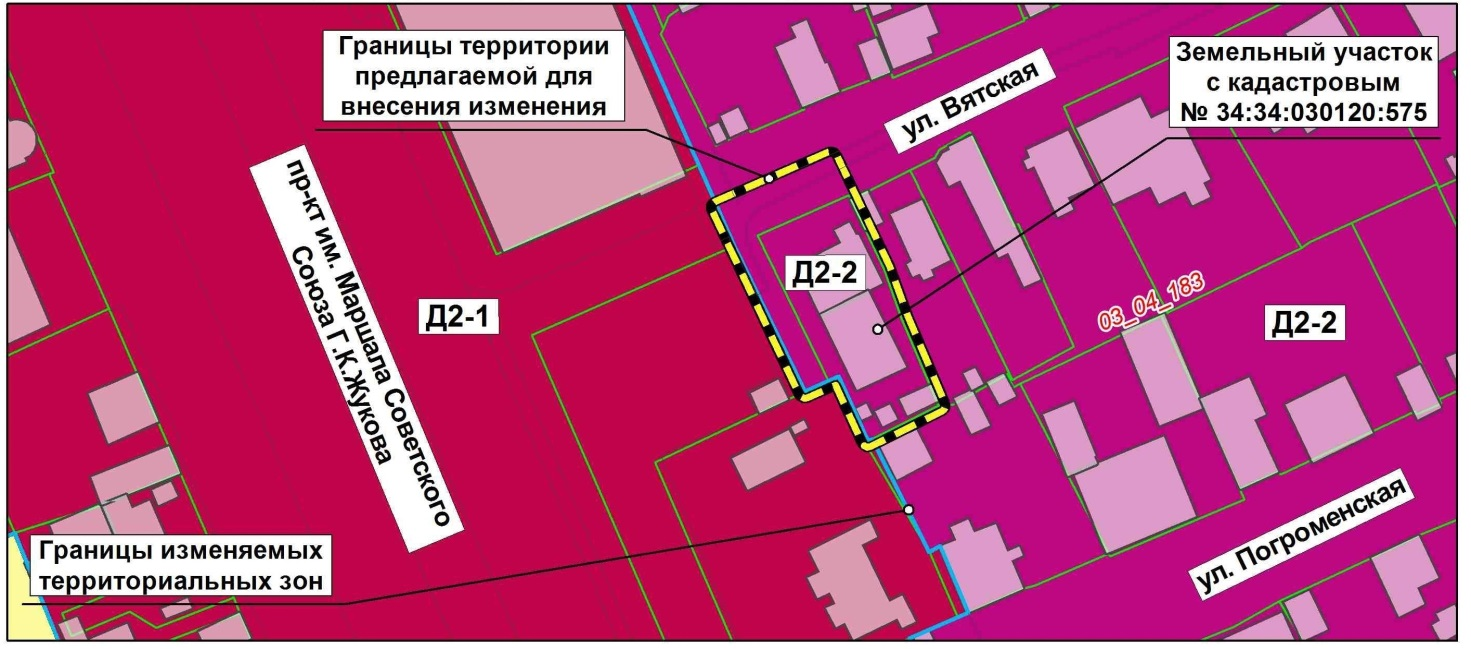 Границы территории
предлагаемой для
внесения изменения
Земельный участок
с кадастровым
№ 34:34:030120:575
ул. Вятская
пр-кт им. Маршала Советского
Союза Г.К.Жукова
Д2-1
Д2-2
03_04_183
Д2-2
Границы изменяемых
территориальных зон
ул. Погроменская